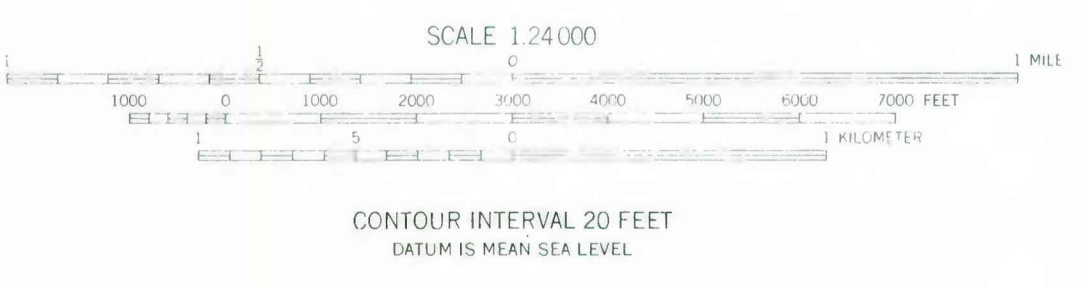 SCALE 1.24 000
1 1/2 0 1 MILE
1000 0 1000 2000 3000 4000 5000 6000 7000 FEET
1 5 0 1 KILOMETER
CONTOUR INTERVAL 20 FEET
DATUM IS MEAN SEA LEVEL